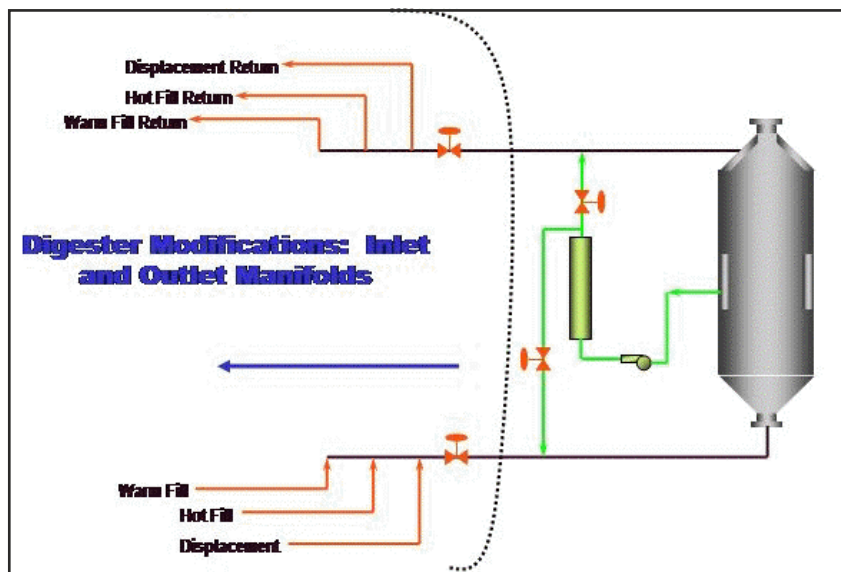 Displacement Return
Hot Fill Return
Warm Fill Return
Digester Modifications: Inlet
and Outlet Manifolds
Warm Fill
Hot Fill
Displacement